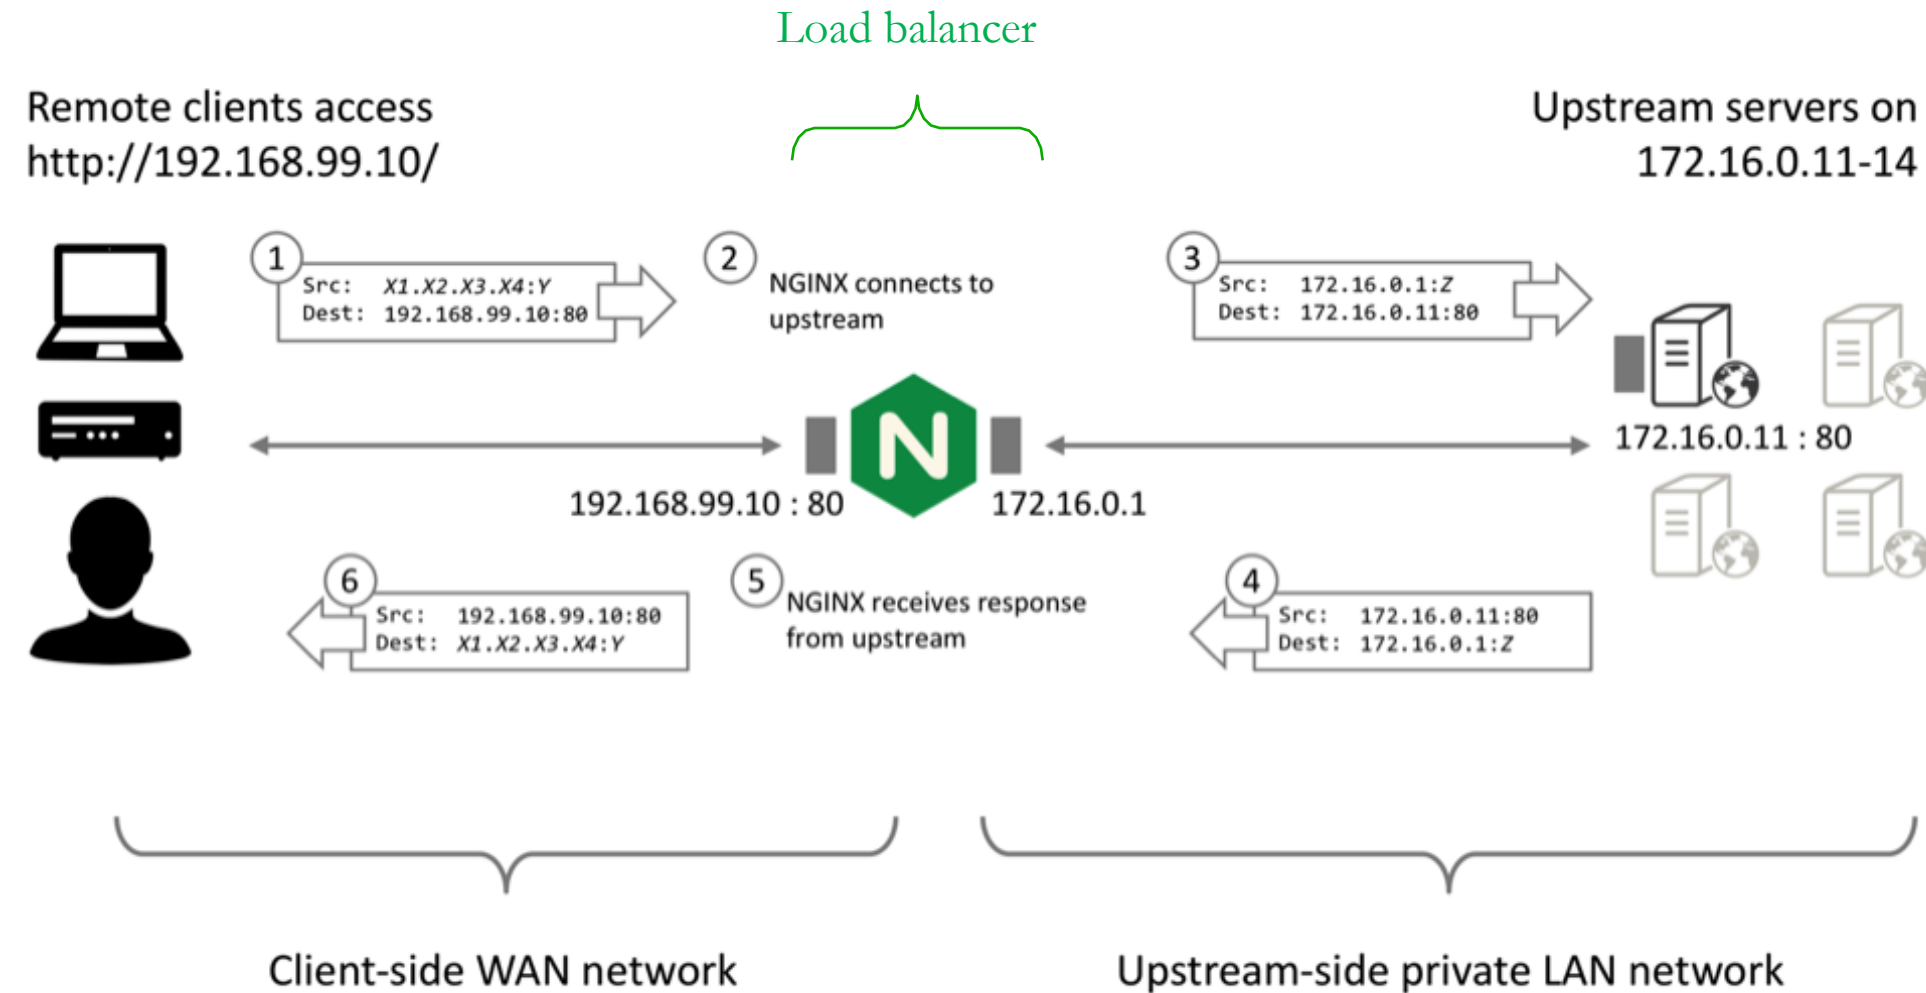 Load balancer
Remote clients access
http://192.168.99.10/
Upstream servers on
172.16.0.11-14
1
Src: X1.X2.X3.X4:Y
Dest: 192.168.99.10:80
2
NGINX connects to
upstream
3
Src: 172.16.0.1:Z
Dest: 172.16.0.11:80
N
172.16.0.11 : 80
192.168.99.10 : 80
172.16.0.1
6
Src: 192.168.99.10:80
Dest: X1.X2.X3.X4:Y
5
NGINX receives response
from upstream
4
Src: 172.16.0.11:80
Dest: 172.16.0.1:Z
Client-side WAN network
Upstream-side private LAN network